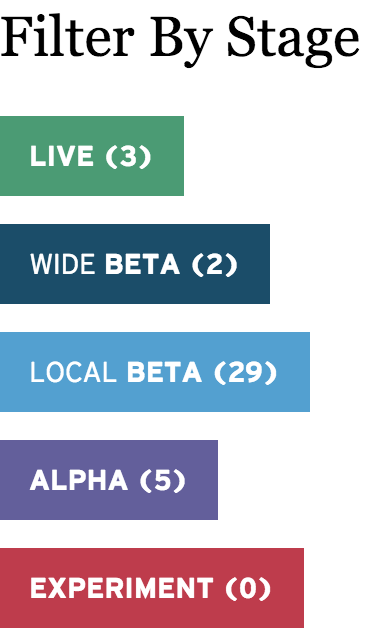 Filter By Stage
LIVE (3)
WIDE BETA (2)
LOCAL BETA (29)
ALPHA (5)
EXPERIMENT (0)